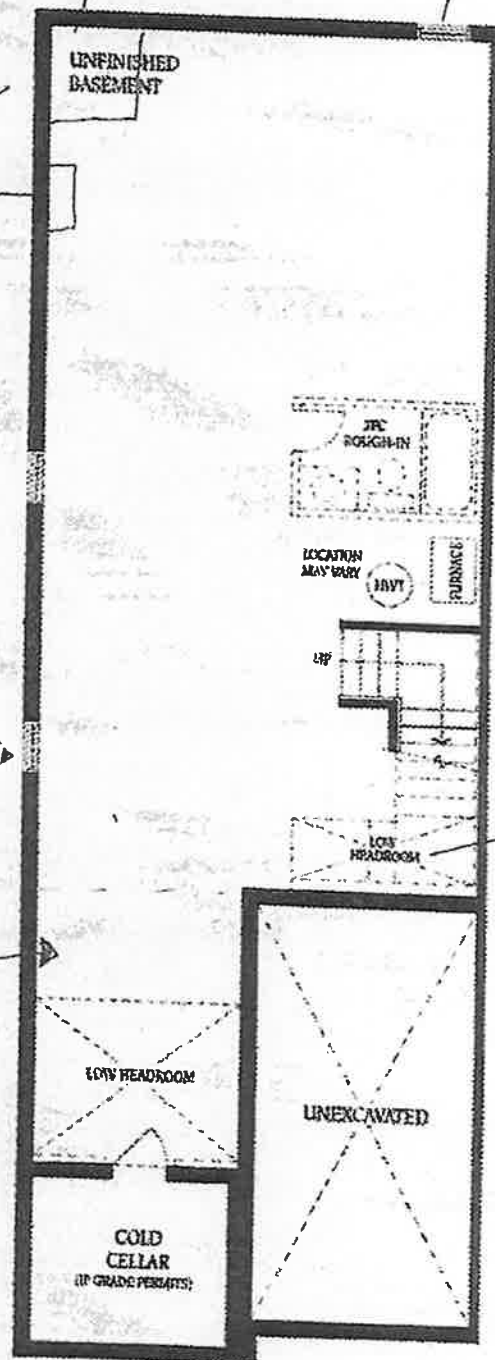 UNFINISHED
BASEMENT
3PC
ROUGH-IN
LOCATION
MAY VARY
HWT
FURNACE
UP
LOW
HEADROOM
LOW HEADROOM
UNEXCAVATED
COLD
CELLAR
(IF GRADE PERMITS)